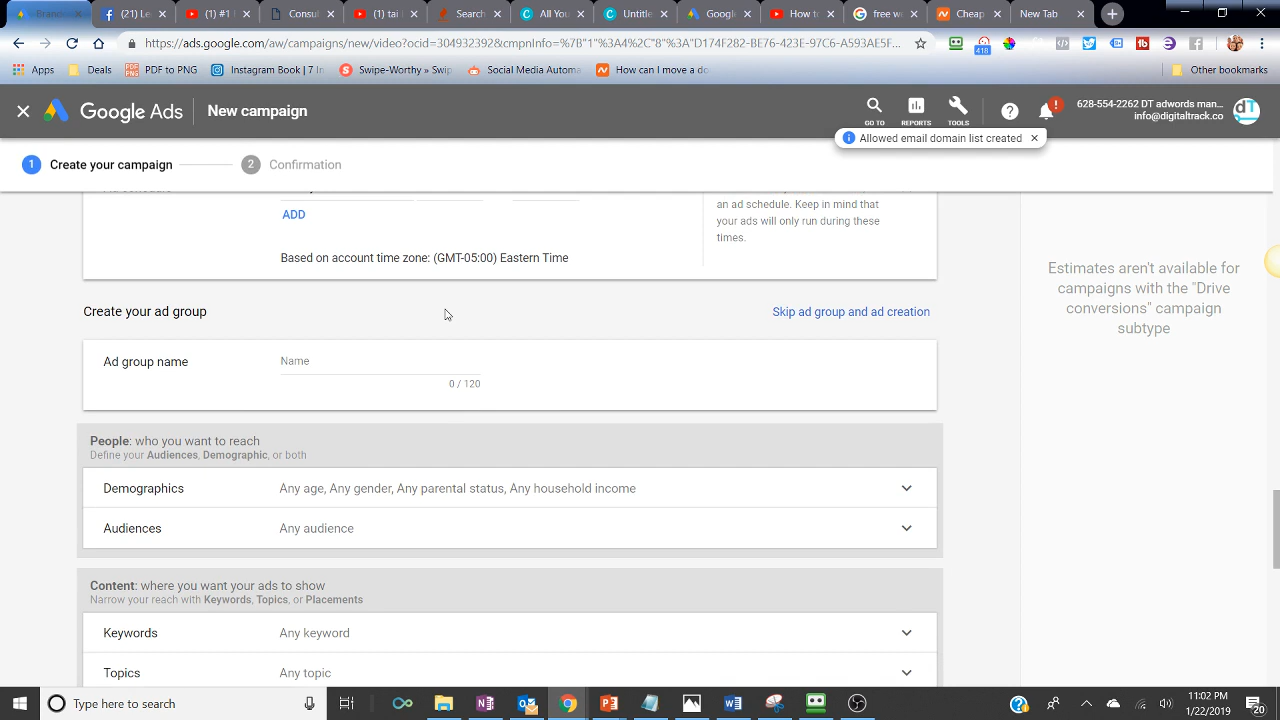 Brandi
(21) Le
(1) #1 l
Consul
(1) tai l
Search
All You
Untitle
Google
How to
free we
Cheap
New Tab
https://ads.google.com/aw/campaigns/new/video?ocid=304932392&cmpnInfo=%7B"1"%3A4%2C"8"%3A"D174F282-BE76-423E-97C6-A593AE5F...
418
Apps
Deals
PDF to PNG
Instagram Book | 7 In
Swipe-Worthy » Swip
Social Media Automa
How can I move a do
Other bookmarks
Google Ads
New campaign
GO TO
REPORTS
TOOLS
628-554-2262 DT adwords man...
info@digitaltrack.co
dT
Allowed email domain list created
1 Create your campaign
2 Confirmation
ADD
an ad schedule. Keep in mind that
your ads will only run during these
times.
Based on account time zone: (GMT-05:00) Eastern Time
Estimates aren't available for
campaigns with the "Drive
conversions" campaign
subtype
Create your ad group
Skip ad group and ad creation
Ad group name
Name
0 / 120
People: who you want to reach
Define your Audiences, Demographic, or both
Demographics
Any age, Any gender, Any parental status, Any household income
Audiences
Any audience
Content: where you want your ads to show
Narrow your reach with Keywords, Topics, or Placements
Keywords
Any keyword
Topics
Any topic
Type here to search
11:02 PM
1/22/2019
20